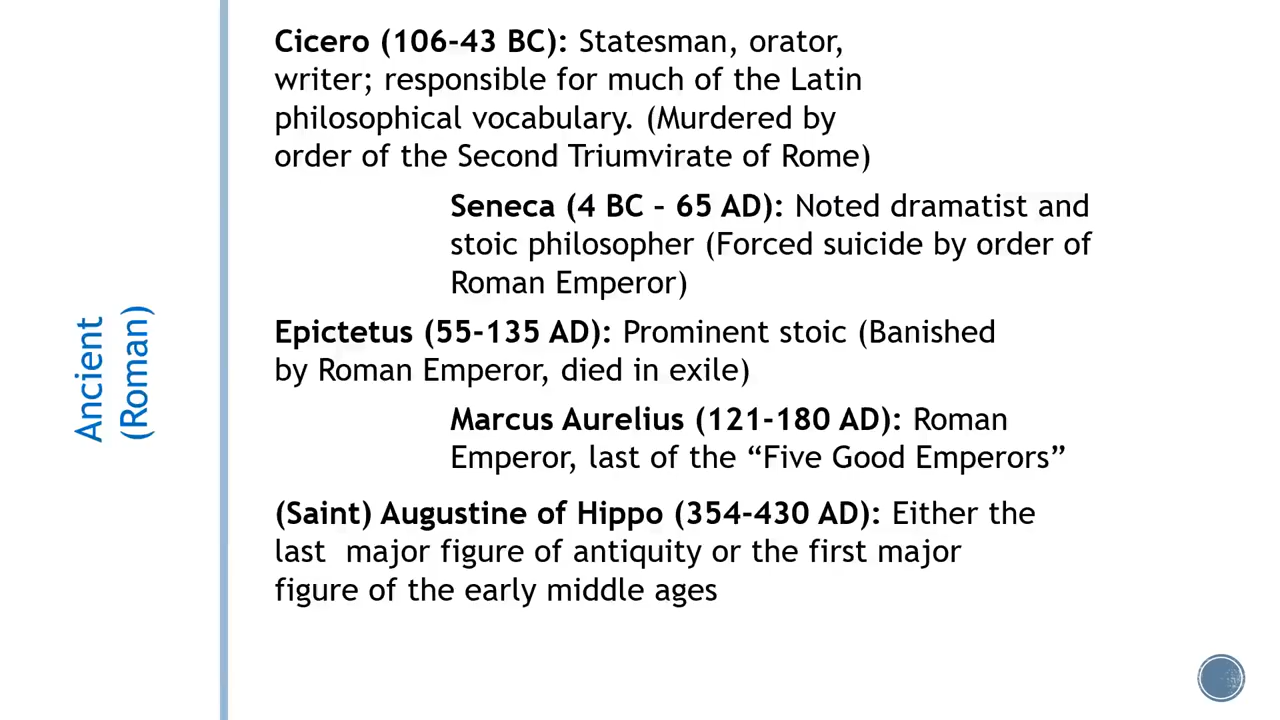 Ancient
(Roman)
Cicero (106-43 BC): Statesman, orator,
writer; responsible for much of the Latin
philosophical vocabulary. (Murdered by
order of the Second Triumvirate of Rome)
Seneca (4 BC – 65 AD): Noted dramatist and
stoic philosopher (Forced suicide by order of
Roman Emperor)
Epictetus (55-135 AD): Prominent stoic (Banished
by Roman Emperor, died in exile)
Marcus Aurelius (121-180 AD): Roman
Emperor, last of the “Five Good Emperors”
(Saint) Augustine of Hippo (354-430 AD): Either the
last  major figure of antiquity or the first major
figure of the early middle ages